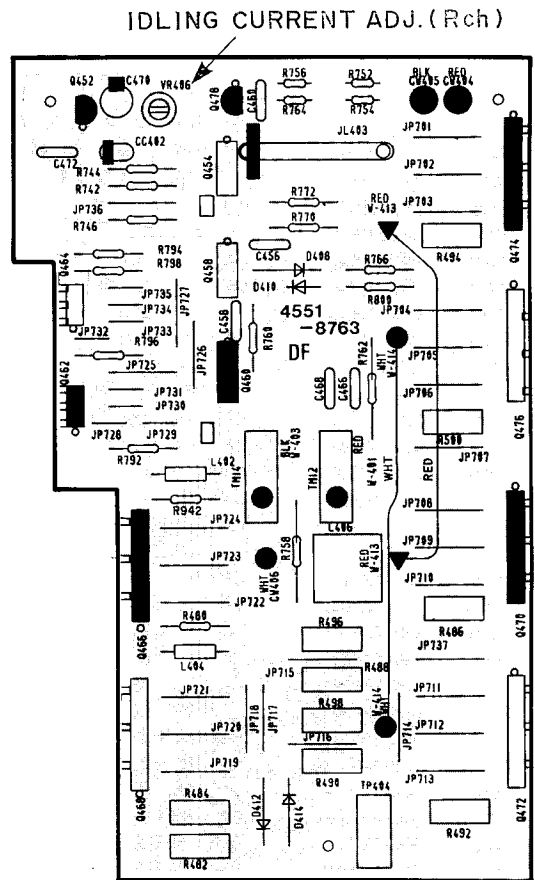 IDLING CURRENT ADJ. (Rch)
Q452
C470
VR406
Q478
C460
R756
R764
R752
R754
BLK
CW405
RED
CW404
JP701
C472
CC402
Q454
JL403
JP702
R744
R742
JP736
R746
R772
R770
RED
W-413
JP703
R494
Q474
Q464
R794
R798
Q458
C456
D408
D410
R766
R800
JP735
JP734
JP733
JP727
C458
R760
4551
-8763
DF
JP704
JP732
R796
JP726
R762
WHT
W-414
JP705
JP725
Q462
Q460
C468
C466
JP706
JP731
JP730
R500
Q476
JP728
JP729
BLK
W-403
RED
W-401
WHT
RED
JP707
R792
L402
TM14
TM12
R942
JP708
JP724
L406
JP709
JP723
R758
WHT
CW406
RED
W-413
JP710
JP722
R486
Q470
Q466
R480
R496
JP737
L404
JP715
R488
JP721
JP718
JP717
R498
W-414
WHT
JP711
JP720
JP716
JP714
JP712
JP719
R490
JP713
Q468
R484
D412
D414
TP404
R492
Q472
R482